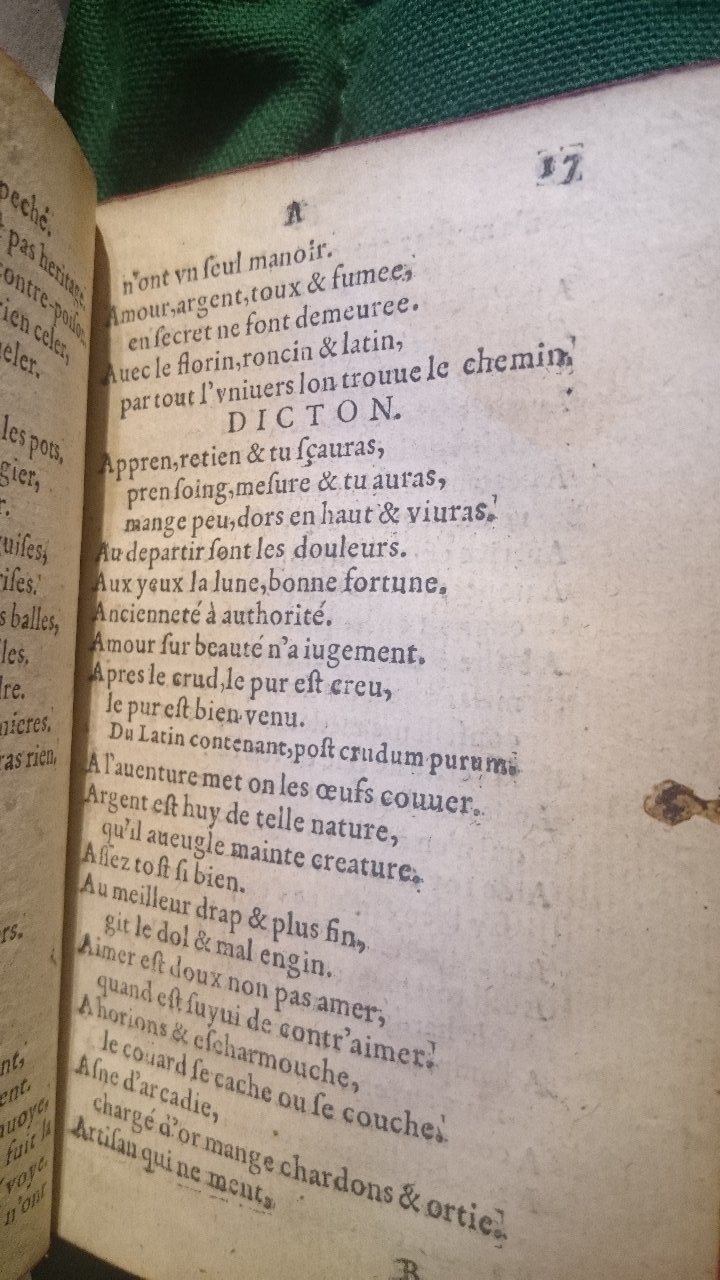 peché.
pas heritage.
contre-poison
rien celer,
eler.
les pots,
gier,
r.
uiſes,
riſes.
s balles,
lles.
dre.
nieres.
ras rien,
ers.
nt,
ent.
nuoye,
fuit la
voye.
n'ont
17
A
n'ont vn ſeul manoir.
Amour, argent, toux & fumee,
en ſecret ne font demeuree.
Auec le florin, roncin & latin,
par tout l'vniuers lon trouue le chemin.
DICTON.
Appren, retien & tu ſçauras,
pren ſoing, meſure & tu auras,
mange peu, dors en haut & viuras.
Au departir ſont les douleurs.
Aux yeux la lune, bonne fortune.
Ancienneté à authorité.
Amour ſur beauté n'a iugement.
Apres le crud, le pur eſt creu,
le pur eſt bien venu.
Du Latin contenant, poſt crudum purum.
A l'auenture met on les œufs couuer.
Argent eſt huy de telle nature,
qu'il aueugle mainte creature.
Aſſez toſt ſi bien.
Au meilleur drap & plus fin,
git le dol & mal engin.
Aimer eſt doux non pas amer,
quand eſt ſuyui de contr'aimer.
A horions & eſcharmouche,
le couard ſe cache ou ſe couche.
Aſne d'arcadie,
chargé d'or mange chardons & ortie.
Artiſan qui ne ment,
B